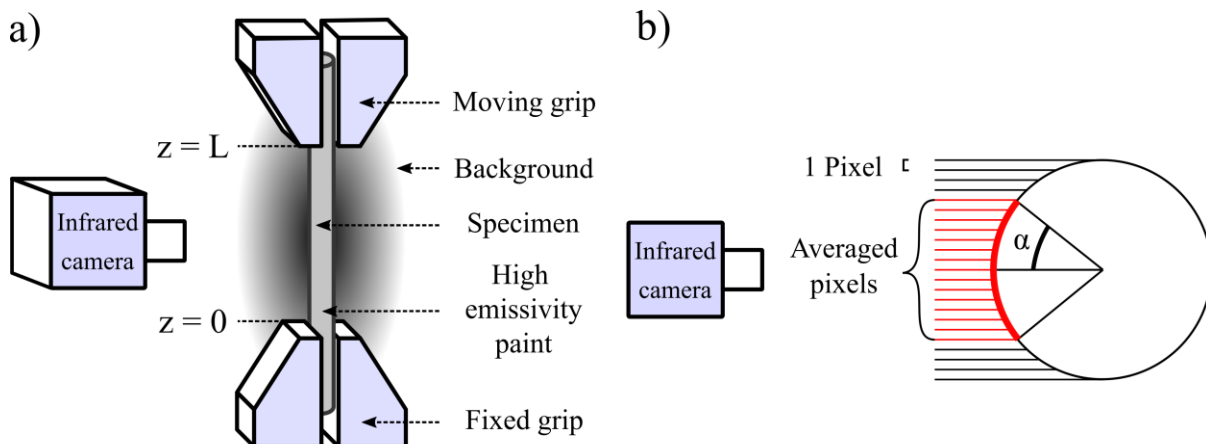 a)
Moving grip
z = L
Background
Infrared
camera
Specimen
High
emissivity
paint
z = 0
Fixed grip
b)
1 Pixel
Infrared
camera
Averaged
pixels
α